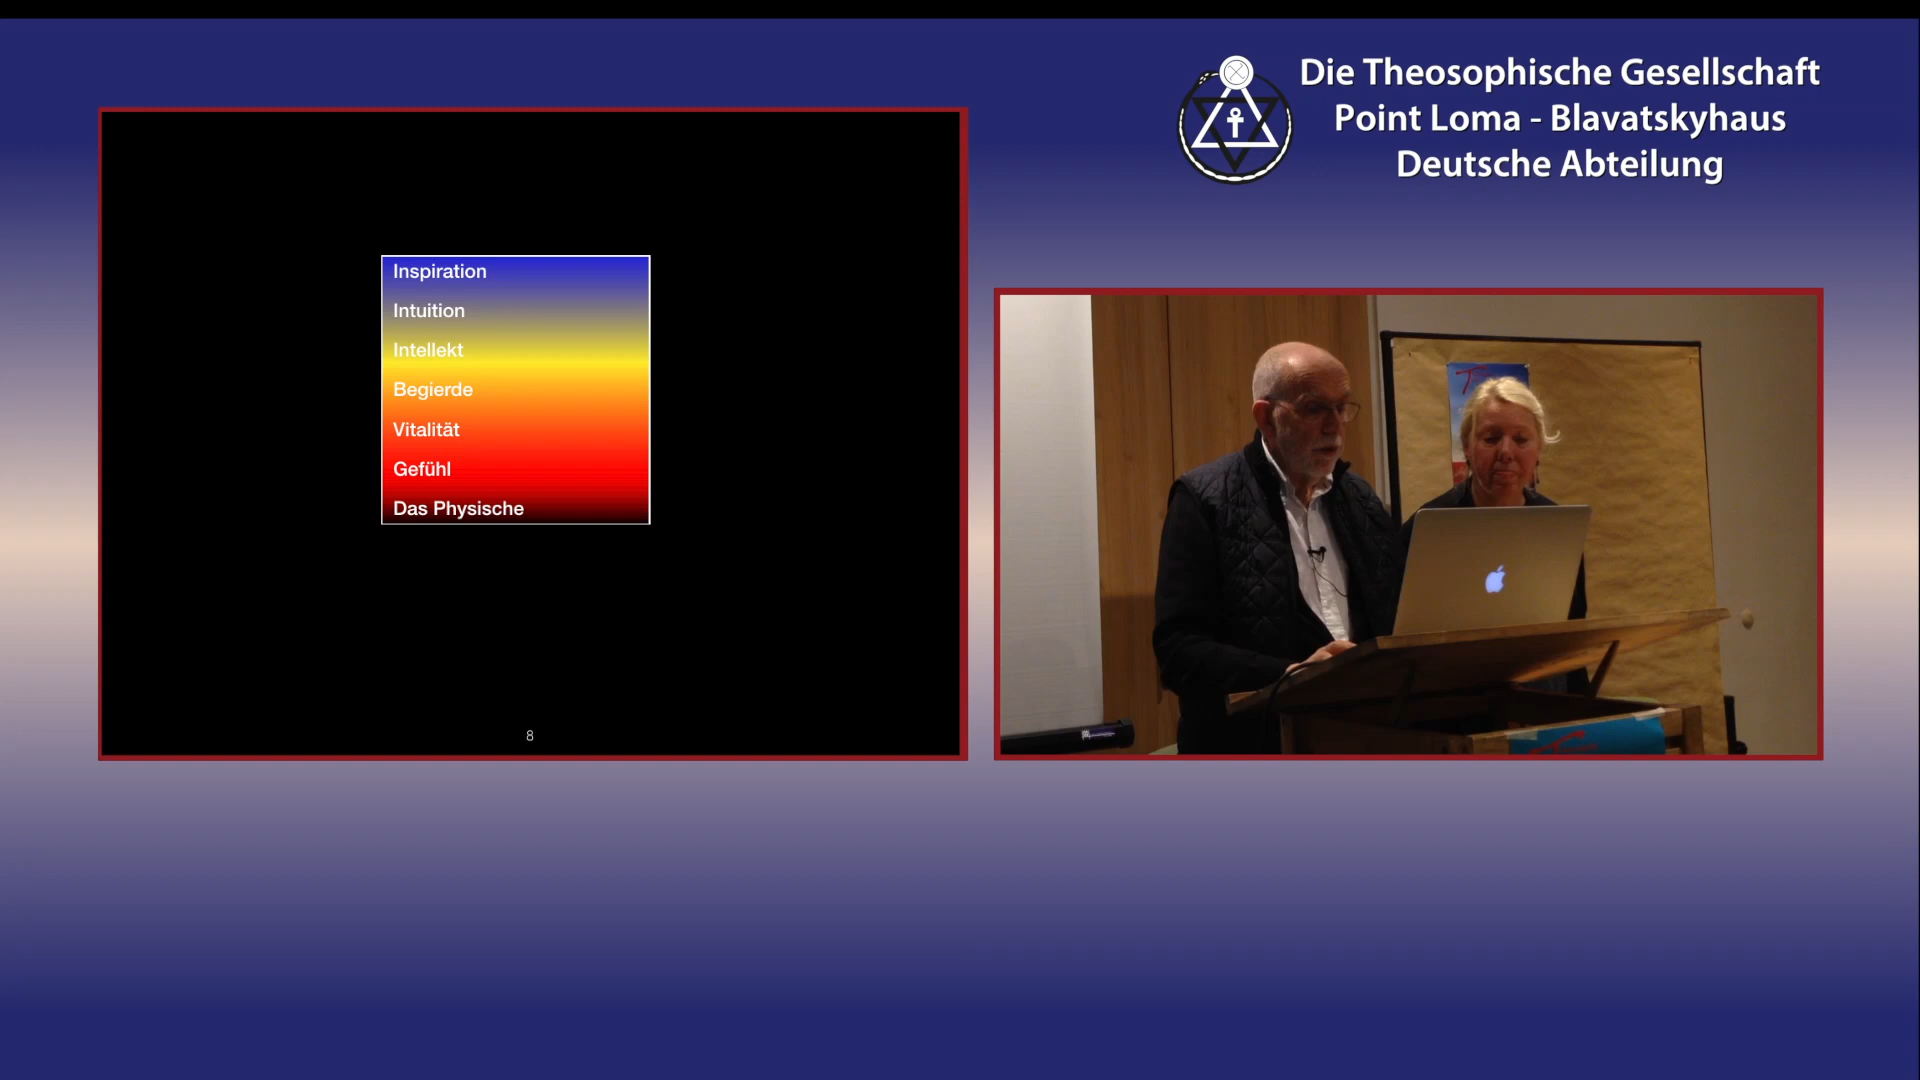 Die Theosophische Gesellschaft
Point Loma - Blavatskyhaus
Deutsche Abteilung
Inspiration
Intuition
Intellekt
Begierde
Vitalität
Gefühl
Das Physische
8